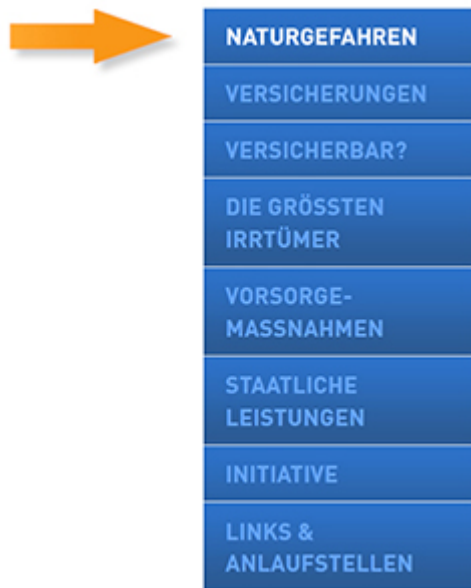 NATURGEFAHREN
VERSICHERUNGEN
VERSICHERBAR?
DIE GRÖSSTEN
IRRTÜMER
VORSORGE-
MASSNAHMEN
STAATLICHE
LEISTUNGEN
INITIATIVE
LINKS &
ANLAUFSTELLEN